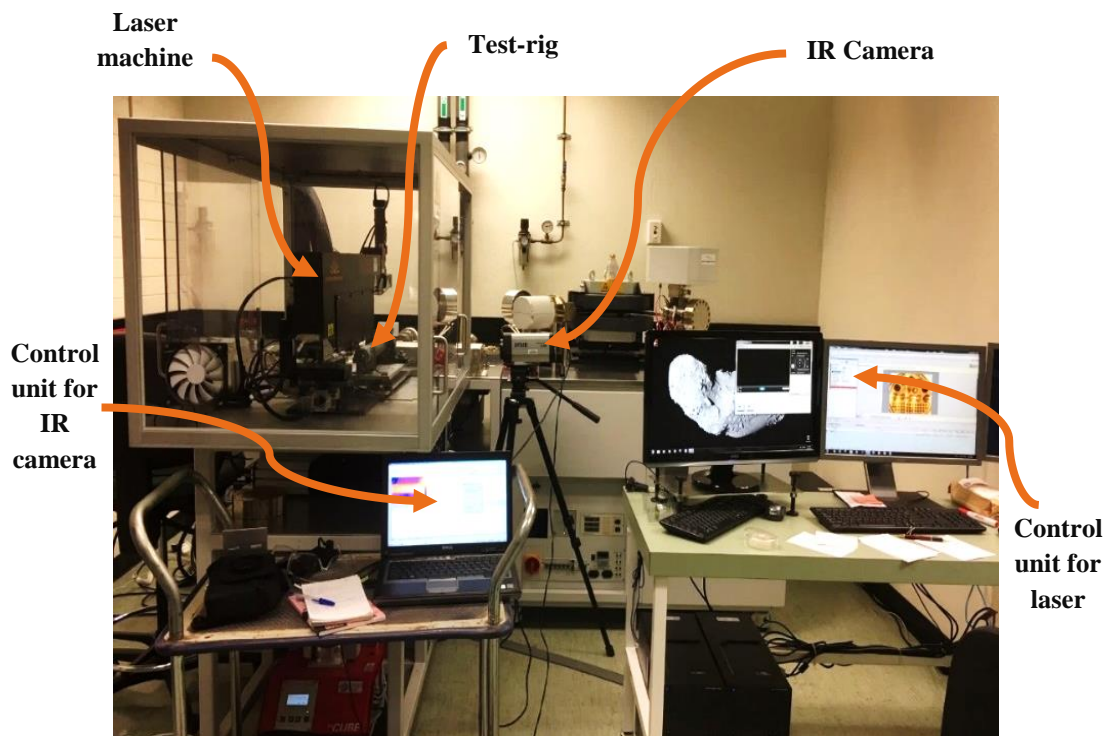 Laser
machine
Test-rig
IR Camera
Control
unit for
IR
camera
Control
unit for
laser